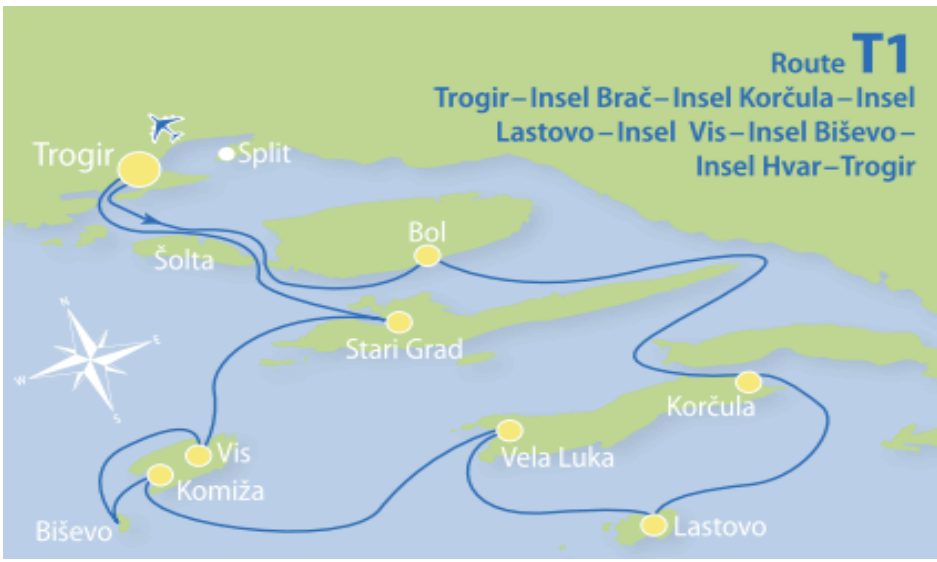 Route T1
Trogir–Insel Brač–Insel Korčula–Insel
Lastovo–Insel Vis–Insel Biševo–
Insel Hvar–Trogir
Trogir
Split
Šolta
Bol
Stari Grad
N
E
W
S
Korčula
Vela Luka
Vis
Komiža
Biševo
Lastovo